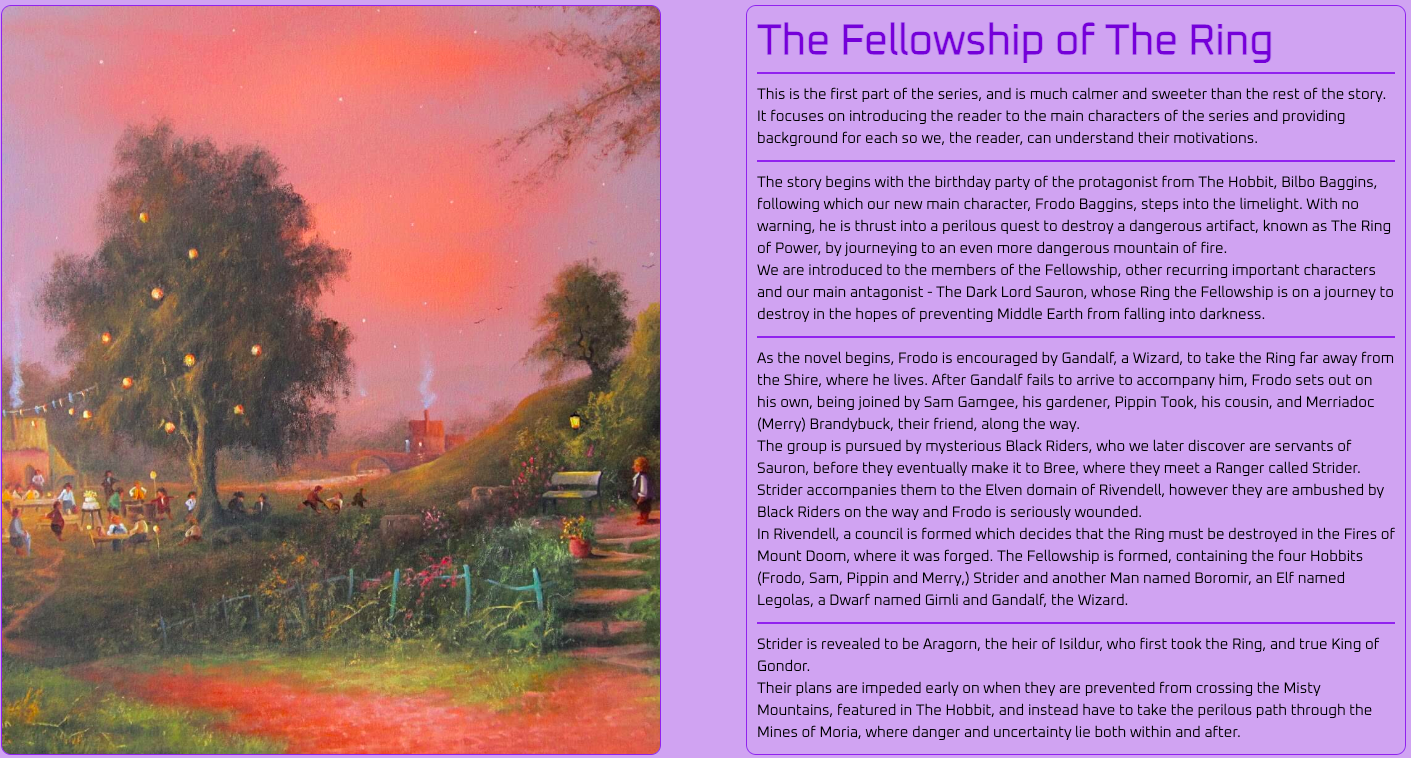 The Fellowship of The Ring
This is the first part of the series, and is much calmer and sweeter than the rest of the story.
It focuses on introducing the reader to the main characters of the series and providing
background for each so we, the reader, can understand their motivations.
The story begins with the birthday party of the protagonist from The Hobbit, Bilbo Baggins,
following which our new main character, Frodo Baggins, steps into the limelight. With no
warning, he is thrust into a perilous quest to destroy a dangerous artifact, known as The Ring
of Power, by journeying to an even more dangerous mountain of fire.
We are introduced to the members of the Fellowship, other recurring important characters
and our main antagonist - The Dark Lord Sauron, whose Ring the Fellowship is on a journey to
destroy in the hopes of preventing Middle Earth from falling into darkness.
As the novel begins, Frodo is encouraged by Gandalf, a Wizard, to take the Ring far away from
the Shire, where he lives. After Gandalf fails to arrive to accompany him, Frodo sets out on
his own, being joined by Sam Gamgee, his gardener, Pippin Took, his cousin, and Merriadoc
(Merry) Brandybuck, their friend, along the way.
The group is pursued by mysterious Black Riders, who we later discover are servants of
Sauron, before they eventually make it to Bree, where they meet a Ranger called Strider.
Strider accompanies them to the Elven domain of Rivendell, however they are ambushed by
Black Riders on the way and Frodo is seriously wounded.
In Rivendell, a council is formed which decides that the Ring must be destroyed in the Fires of
Mount Doom, where it was forged. The Fellowship is formed, containing the four Hobbits
(Frodo, Sam, Pippin and Merry,) Strider and another Man named Boromir, an Elf named
Legolas, a Dwarf named Gimli and Gandalf, the Wizard.
Strider is revealed to be Aragorn, the heir of Isildur, who first took the Ring, and true King of
Gondor.
Their plans are impeded early on when they are prevented from crossing the Misty
Mountains, featured in The Hobbit, and instead have to take the perilous path through the
Mines of Moria, where danger and uncertainty lie both within and after.